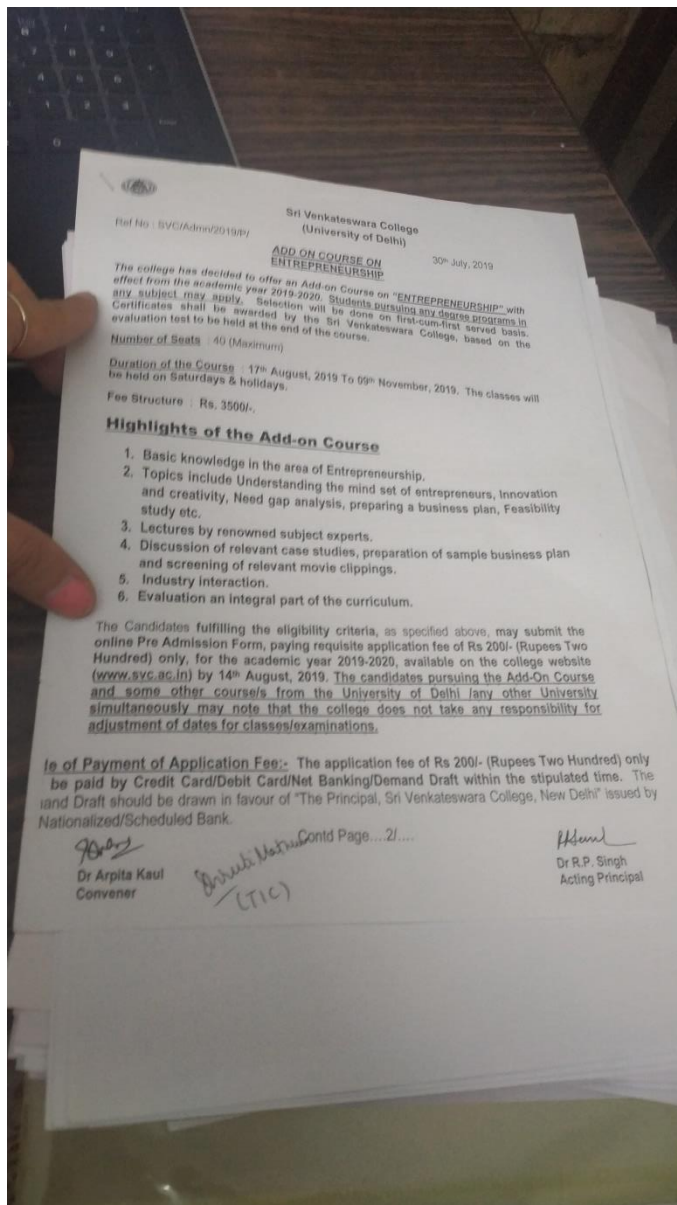 Sri Venkateswara College
(University of Delhi)
Ref No : SVC/Admn/2019/P/
30th July, 2019
ADD ON COURSE ON
ENTREPRENEURSHIP
The college has decided to offer an Add-on Course on "ENTREPRENEURSHIP" with
effect from the academic year 2019-2020. Students pursuing any degree programs in
any subject may apply. Selection will be done on first-cum-first served basis.
Certificates shall be awarded by the Sri Venkateswara College, based on the
evaluation test to be held at the end of the course.
Number of Seats : 40 (Maximum)
Duration of the Course : 17th August, 2019 To 09th November, 2019. The classes will
be held on Saturdays & holidays.
Fee Structure : Rs. 3500/-.
Highlights of the Add-on Course
1. Basic knowledge in the area of Entrepreneurship.
2. Topics include Understanding the mind set of entrepreneurs, Innovation
and creativity, Need gap analysis, preparing a business plan, Feasibility
study etc.
3. Lectures by renowned subject experts.
4. Discussion of relevant case studies, preparation of sample business plan
and screening of relevant movie clippings.
5. Industry interaction.
6. Evaluation an integral part of the curriculum.
The Candidates fulfilling the eligibility criteria, as specified above, may submit the
online Pre Admission Form, paying requisite application fee of Rs 200/- (Rupees Two
Hundred) only, for the academic year 2019-2020, available on the college website
(www.svc.ac.in) by 14th August, 2019. The candidates pursuing the Add-On Course
and some other course/s from the University of Delhi /any other University
simultaneously may note that the college does not take any responsibility for
adjustment of dates for classes/examinations.
le of Payment of Application Fee:- The application fee of Rs 200/- (Rupees Two Hundred) only
be paid by Credit Card/Debit Card/Net Banking/Demand Draft within the stipulated time. The
and Draft should be drawn in favour of "The Principal, Sri Venkateswara College, New Delhi" issued by
Nationalized/Scheduled Bank.
Contd Page....2/....
Dr Arpita Kaul
Convener
Shruti Mathur
(TIC)
Dr R.P. Singh
Acting Principal